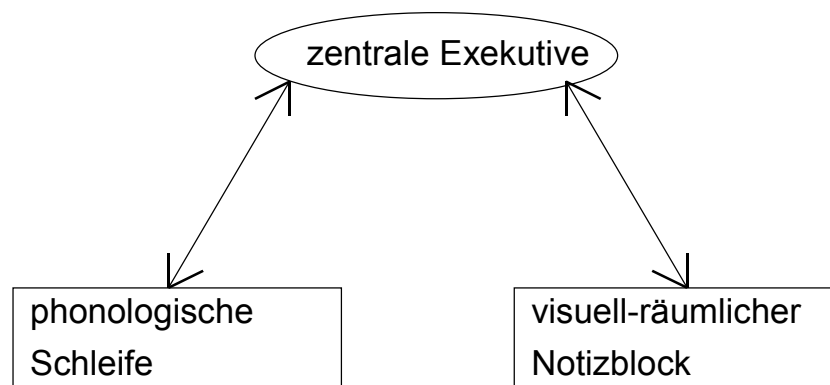 zentrale Exekutive
phonologische
Schleife
visuell-räumlicher
Notizblock